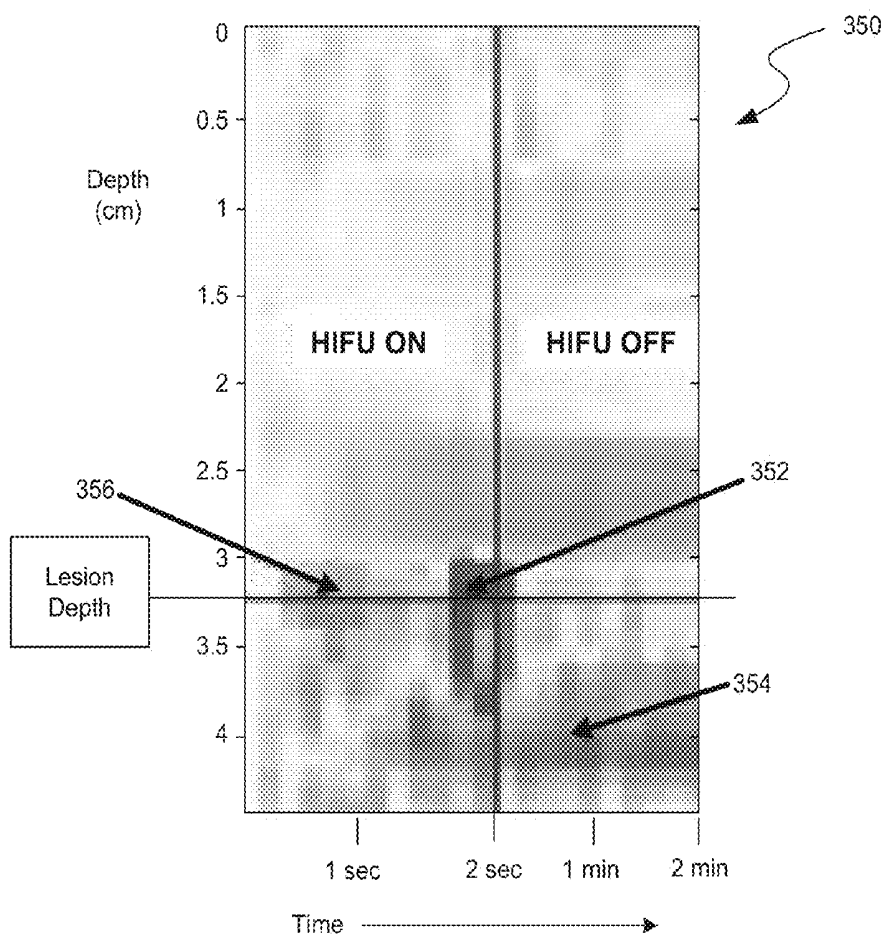 350
0
0.5
Depth
(cm)
1
1.5
HIFU ON
HIFU OFF
2
2.5
356
352
3
Lesion
Depth
3.5
354
4
1 sec
2 sec
1 min
2 min
Time